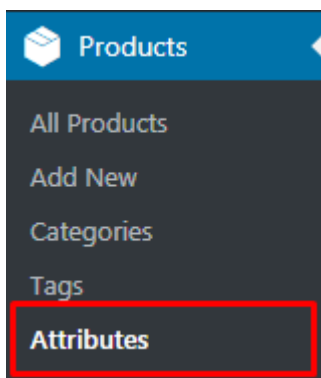 Products
All Products
Add New
Categories
Tags
Attributes